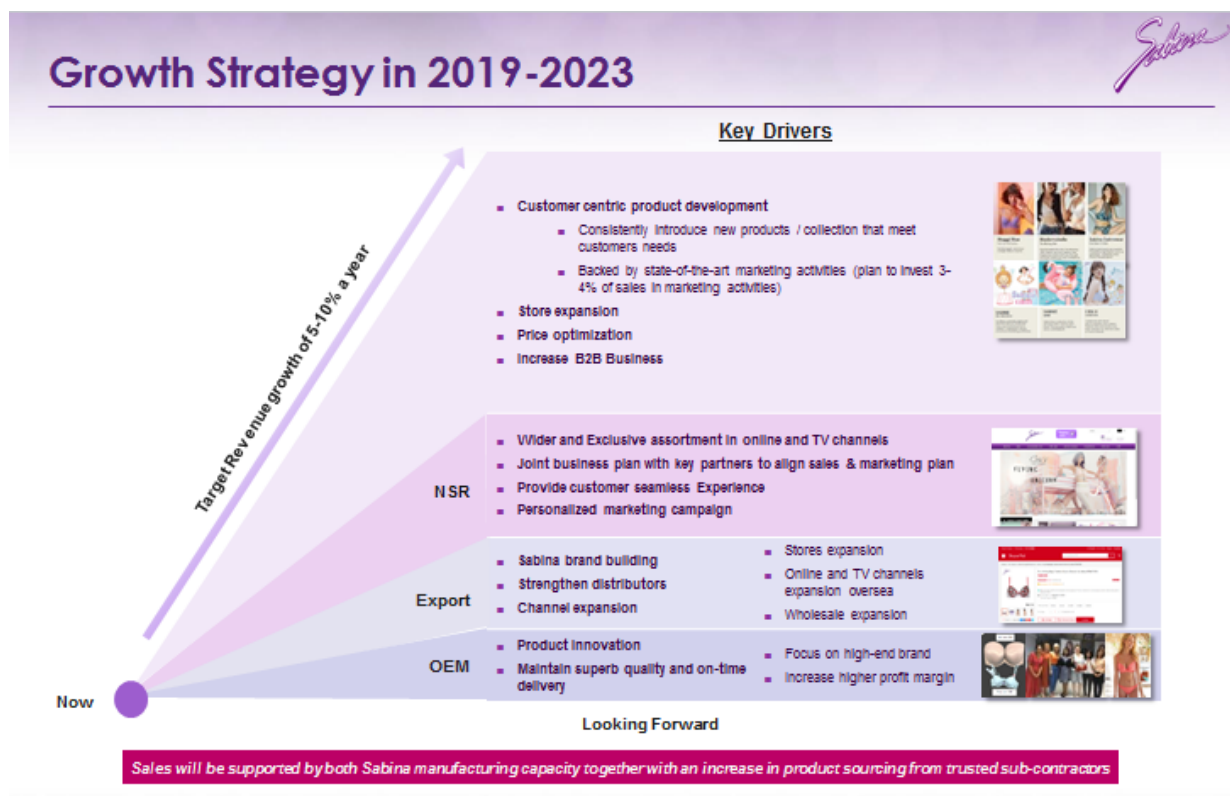 Sabina
Growth Strategy in 2019-2023
Key Drivers
Target Revenue growth of 5-10% a year
Customer centric product development
Consistently introduce new products / collection that meet
customers needs
Backed by state-of-the-art marketing activities (plan to invest 3-
4% of sales in marketing activities)
Store expansion
Price optimization
Increase B2B Business
NSR
Wider and Exclusive assortment in online and TV channels
Joint business plan with key partners to align sales & marketing plan
Provide customer seamless Experience
Personalized marketing campaign
Export
Sabina brand building
Strengthen distributors
Channel expansion
Stores expansion
Online and TV channels
expansion oversea
Wholesale expansion
OEM
Product innovation
Maintain superb quality and on-time
delivery
Focus on high-end brand
Increase higher profit margin
Now
Looking Forward
Sales will be supported by both Sabina manufacturing capacity together with an increase in product sourcing from trusted sub-contractors